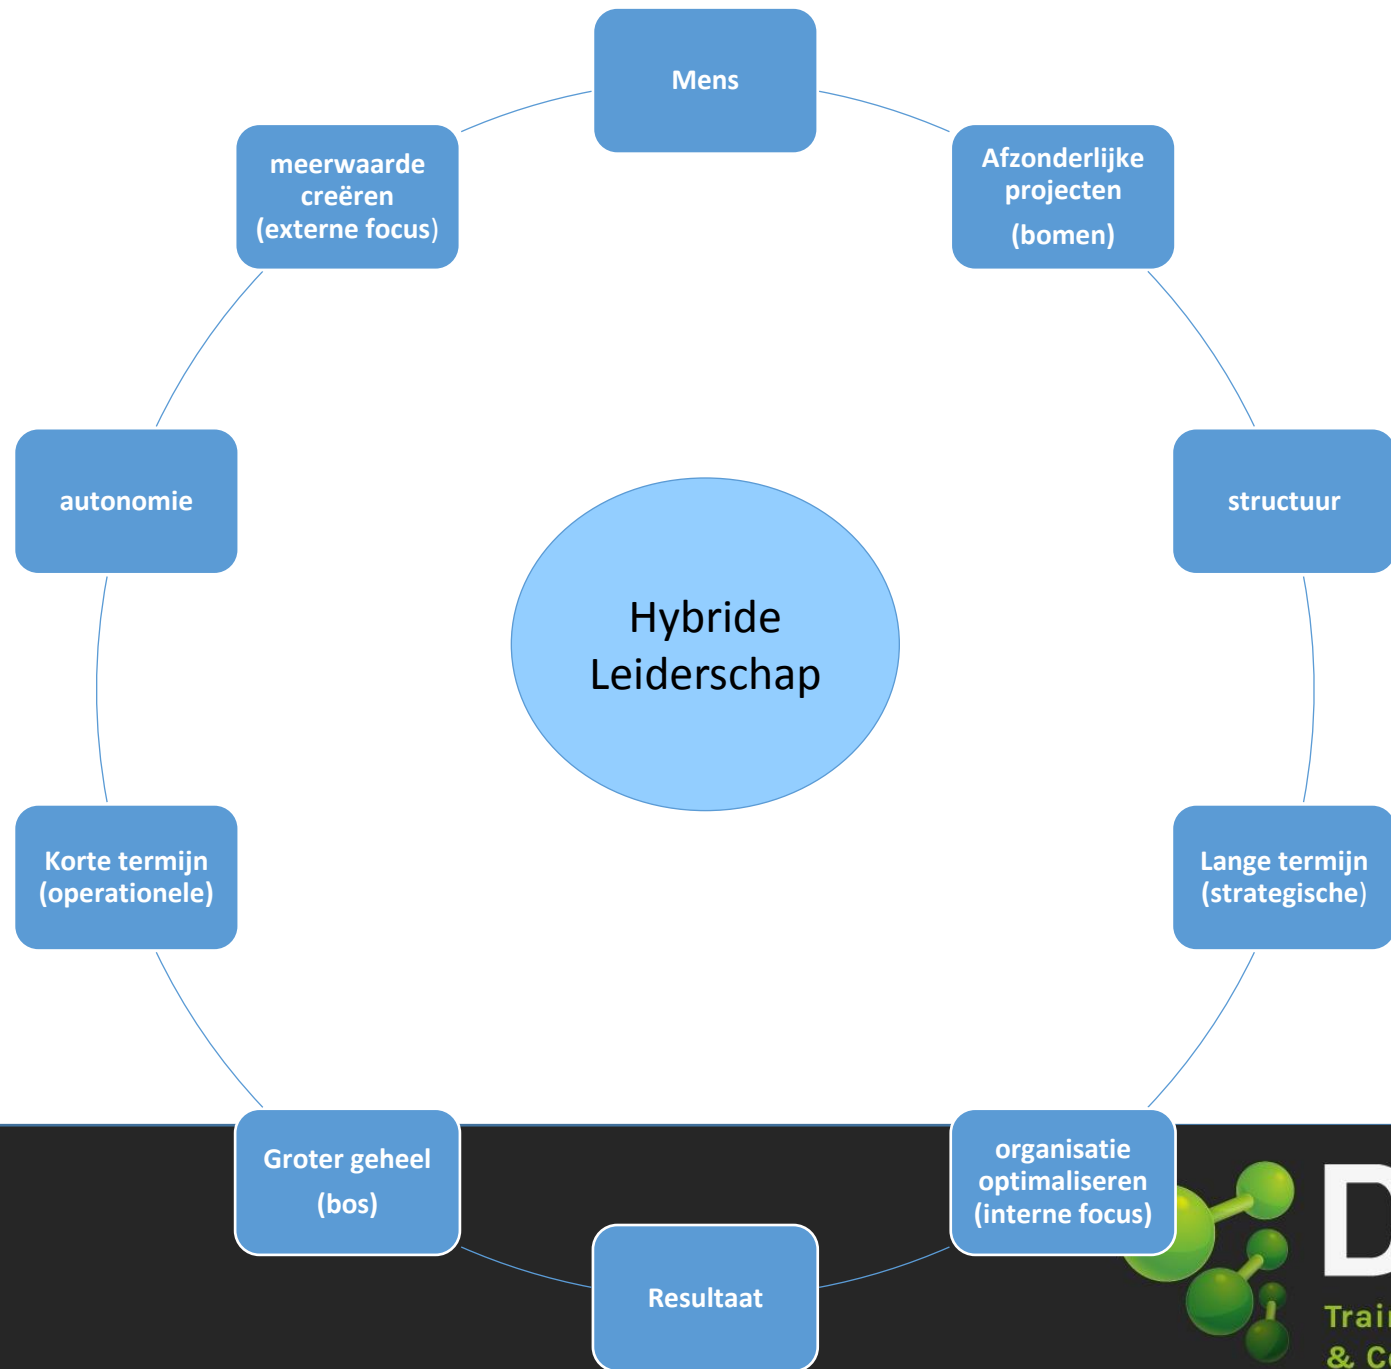 Mens
Afzonderlijke
projecten
(bomen)
structuur
Lange termijn
(strategische)
organisatie
optimaliseren
(interne focus)
Resultaat
Groter geheel
(bos)
Korte termijn
(operationele)
autonomie
meerwaarde
creëren
(externe focus)
Hybride
Leiderschap
D
Train
& C